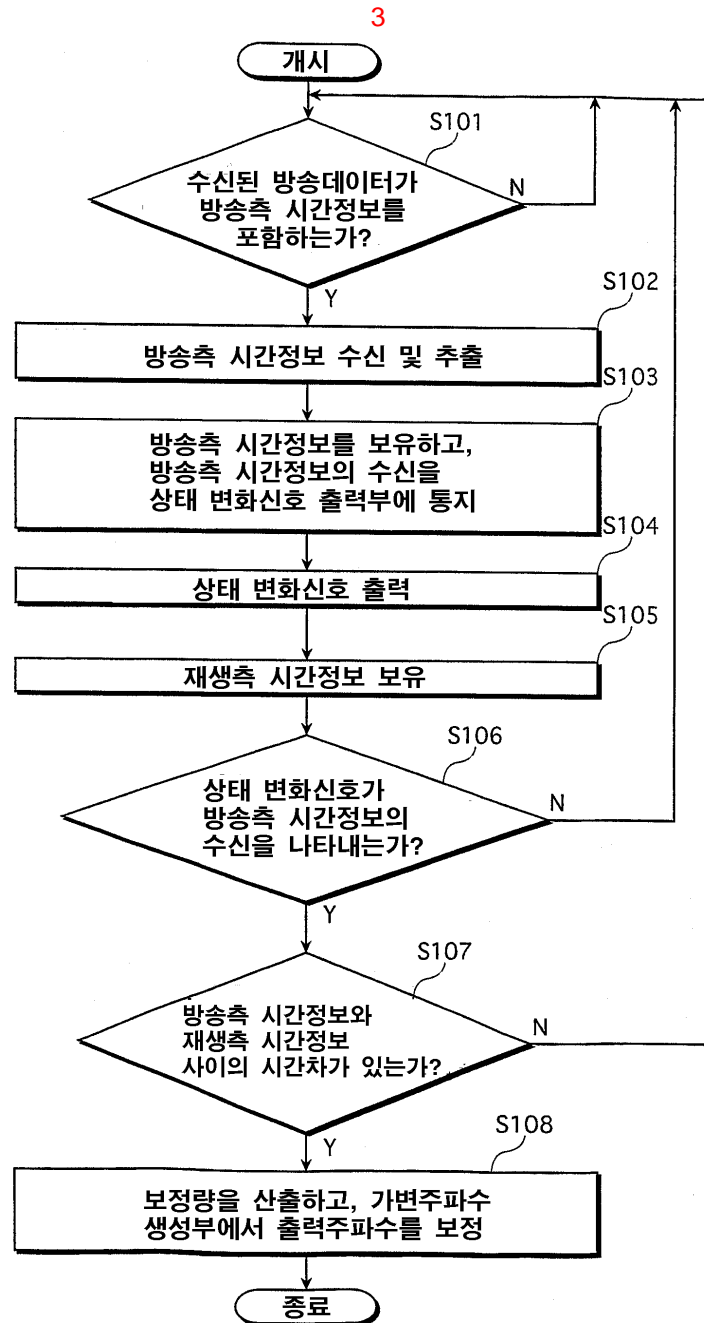 3
개시
S101
수신된 방송데이터가
방송측 시간정보를
포함하는가?
N
Y
S102
방송측 시간정보 수신 및 추출
S103
방송측 시간정보를 보유하고,
방송측 시간정보의 수신을
상태 변화신호 출력부에 통지
S104
상태 변화신호 출력
S105
재생측 시간정보 보유
S106
상태 변화신호가
방송측 시간정보의
수신을 나타내는가?
N
Y
S107
방송측 시간정보와
재생측 시간정보
사이의 시간차가 있는가?
N
Y
S108
보정량을 산출하고, 가변주파수
생성부에서 출력주파수를 보정
종료